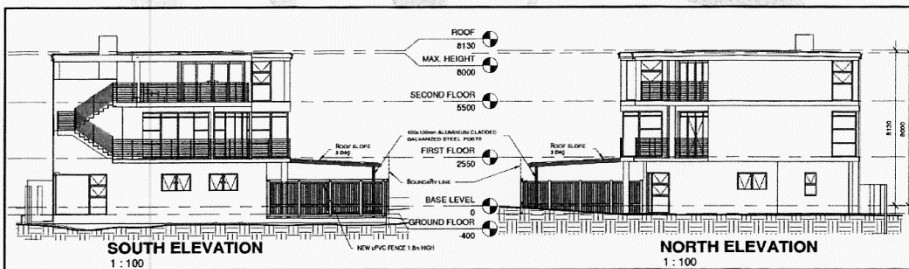 ROOF
8130
MAX. HEIGHT
8000
SECOND FLOOR
5500
100x100mm ALUMINIUM CLADDED
GALVANIZED STEEL POSTS
ROOF SLOPE
3 DEG
FIRST FLOOR
2550
ROOF SLOPE
3 DEG
BOUNDARY LINE
BASE LEVEL
0
GROUND FLOOR
-400
NEW uPVC FENCE 1.8m HIGH
8130
8000
SOUTH ELEVATION
1 : 100
NORTH ELEVATION
1 : 100